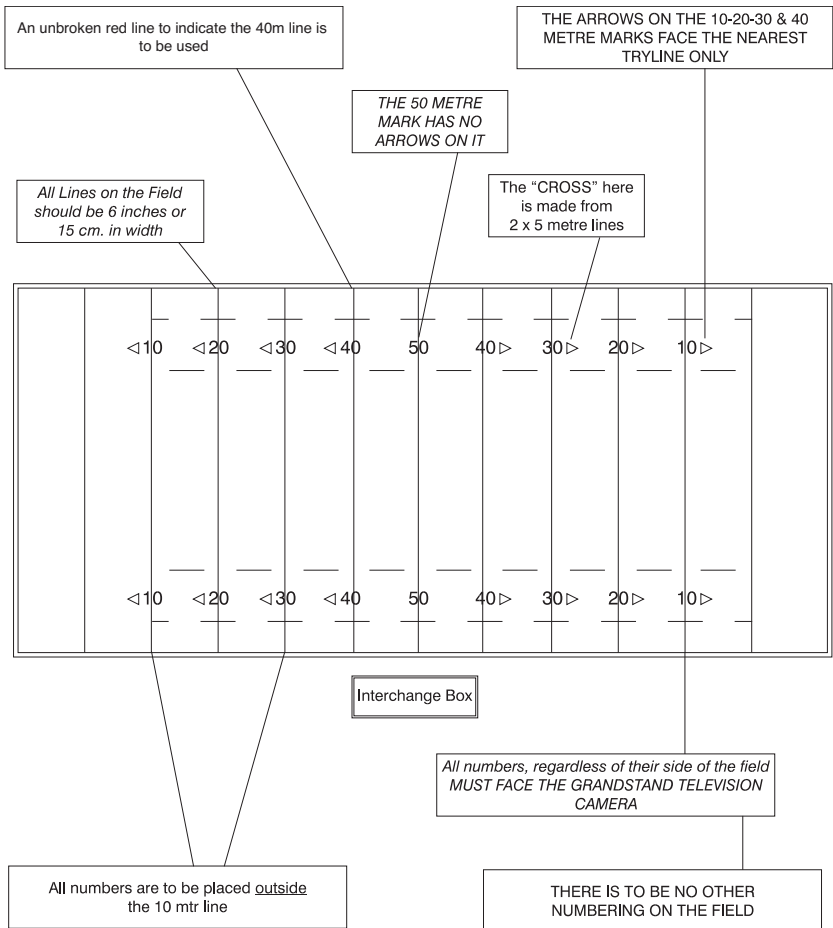 An unbroken red line to indicate the 40m line is
to be used
THE ARROWS ON THE 10-20-30 & 40
METRE MARKS FACE THE NEAREST
TRYLINE ONLY
THE 50 METRE
MARK HAS NO
ARROWS ON IT
All Lines on the Field
should be 6 inches or
15 cm. in width
The “CROSS” here
is made from
2 x 5 metre lines
10 20 30 40 50 40 30 20 10
10 20 30 40 50 40 30 20 10
Interchange Box
All numbers, regardless of their side of the field
MUST FACE THE GRANDSTAND TELEVISION
CAMERA
All numbers are to be placed outside
the 10 mtr line
THERE IS TO BE NO OTHER
NUMBERING ON THE FIELD